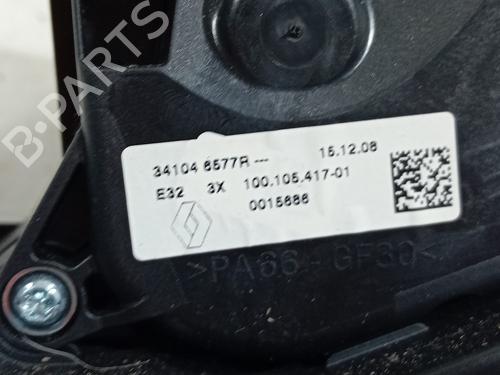 B-PARTS
34104 6577R --- 15.12.08
E32 3X 100.105.417-01
0015686
>PA66-GF30<